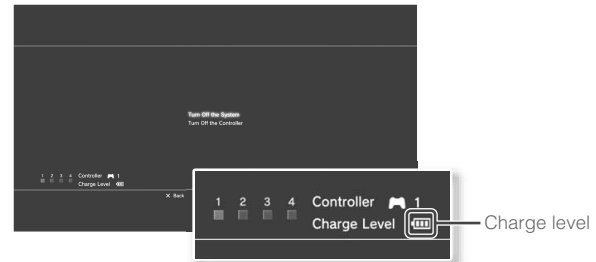 Turn Off the System
Turn Off the Controller
1 2 3 4 Controller 1
Charge Level
X Back
1 2 3 4 Controller 1
Charge Level
Charge level